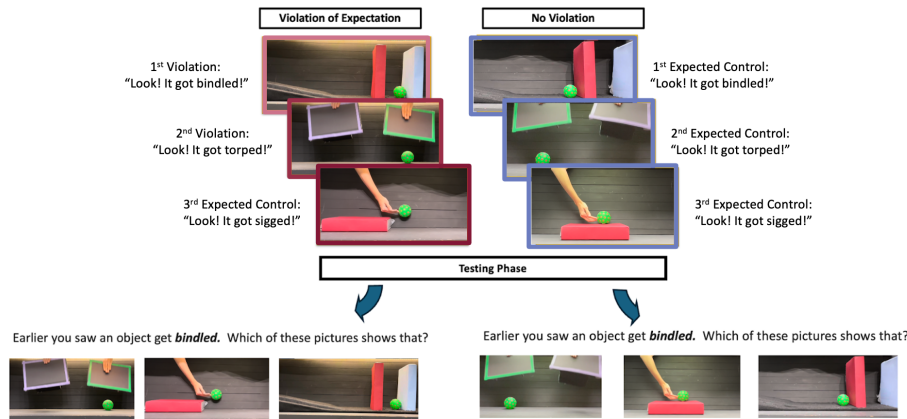 Violation of Expectation
No Violation
1st Violation:
“Look! It got bindled!”
1st Expected Control:
“Look! It got bindled!”
2nd Violation:
“Look! It got torped!”
2nd Expected Control:
“Look! It got torped!”
3rd Expected Control:
“Look! It got sigged!”
3rd Expected Control:
“Look! It got sigged!”
Testing Phase
Earlier you saw an object get bindled. Which of these pictures shows that?
Earlier you saw an object get bindled. Which of these pictures shows that?